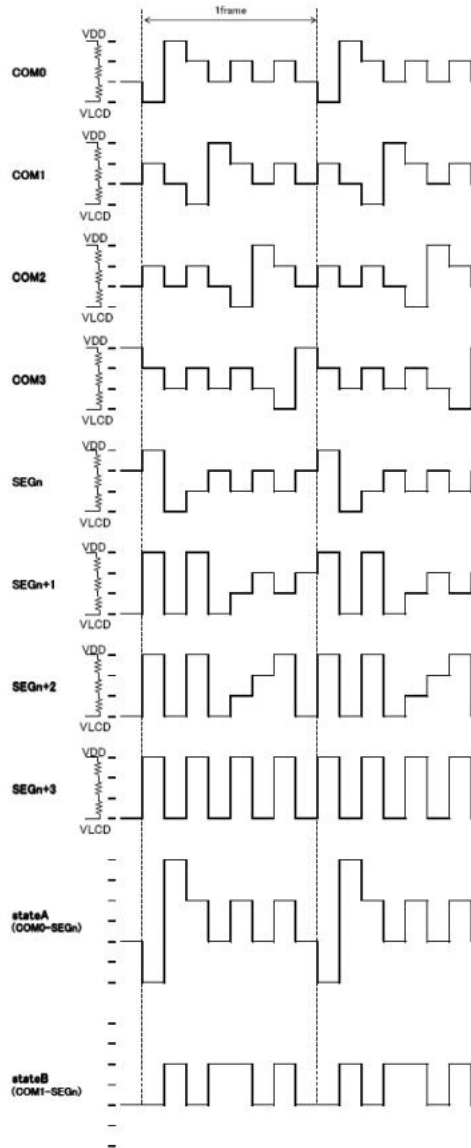 1frame
VDD
COM0
VLCD
VDD
COM1
VLCD
VDD
COM2
VLCD
VDD
COM3
VLCD
VDD
SEGn
VLCD
VDD
SEGn+1
VLCD
VDD
SEGn+2
VLCD
VDD
SEGn+3
VLCD
stateA
(COM0-SEGn)
stateB
(COM1-SEGn)